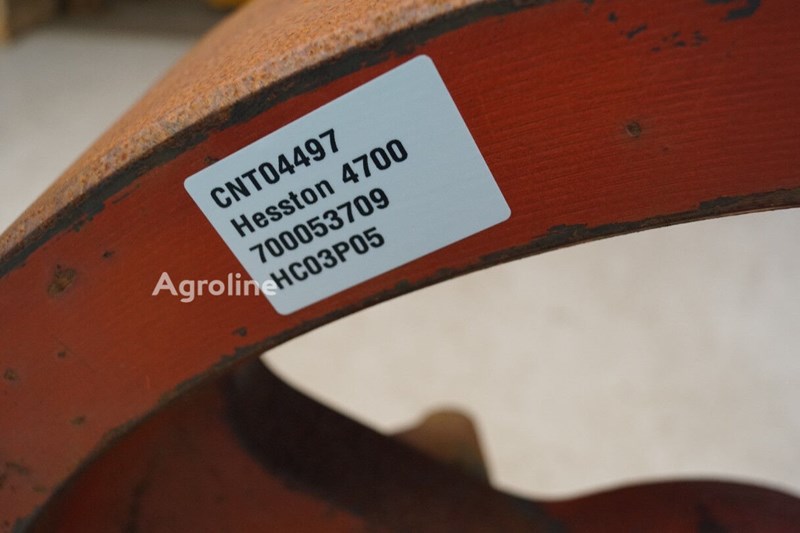 CNT04497
Hesston 4700
700053709
HC03P05
Agroline